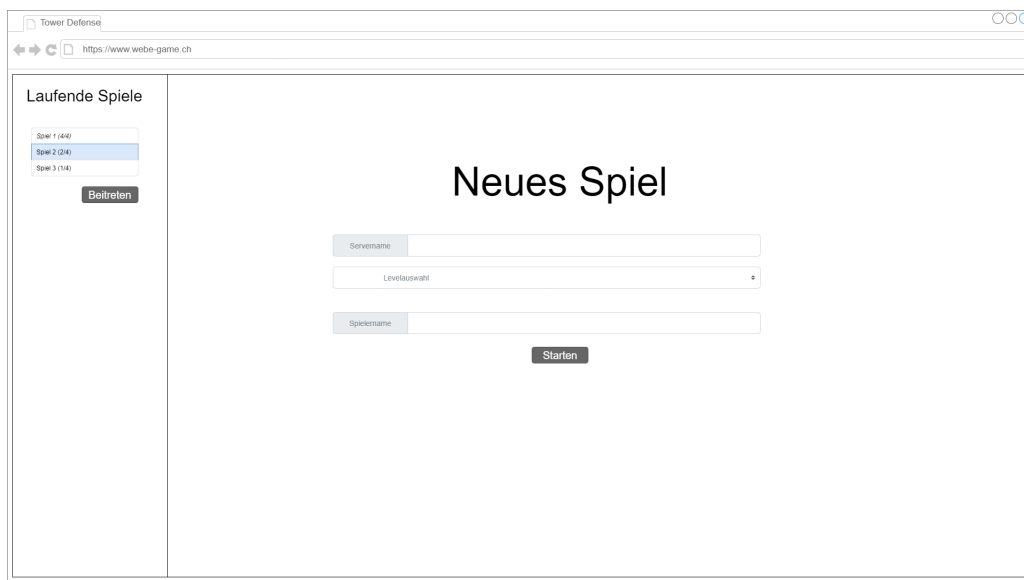 Tower Defense
https://www.webe-game.ch
Laufende Spiele
Spiel 1 (4/4)
Spiel 2 (2/4)
Spiel 3 (1/4)
Beitreten
Neues Spiel
Servername
Levelauswahl
Spielername
Starten